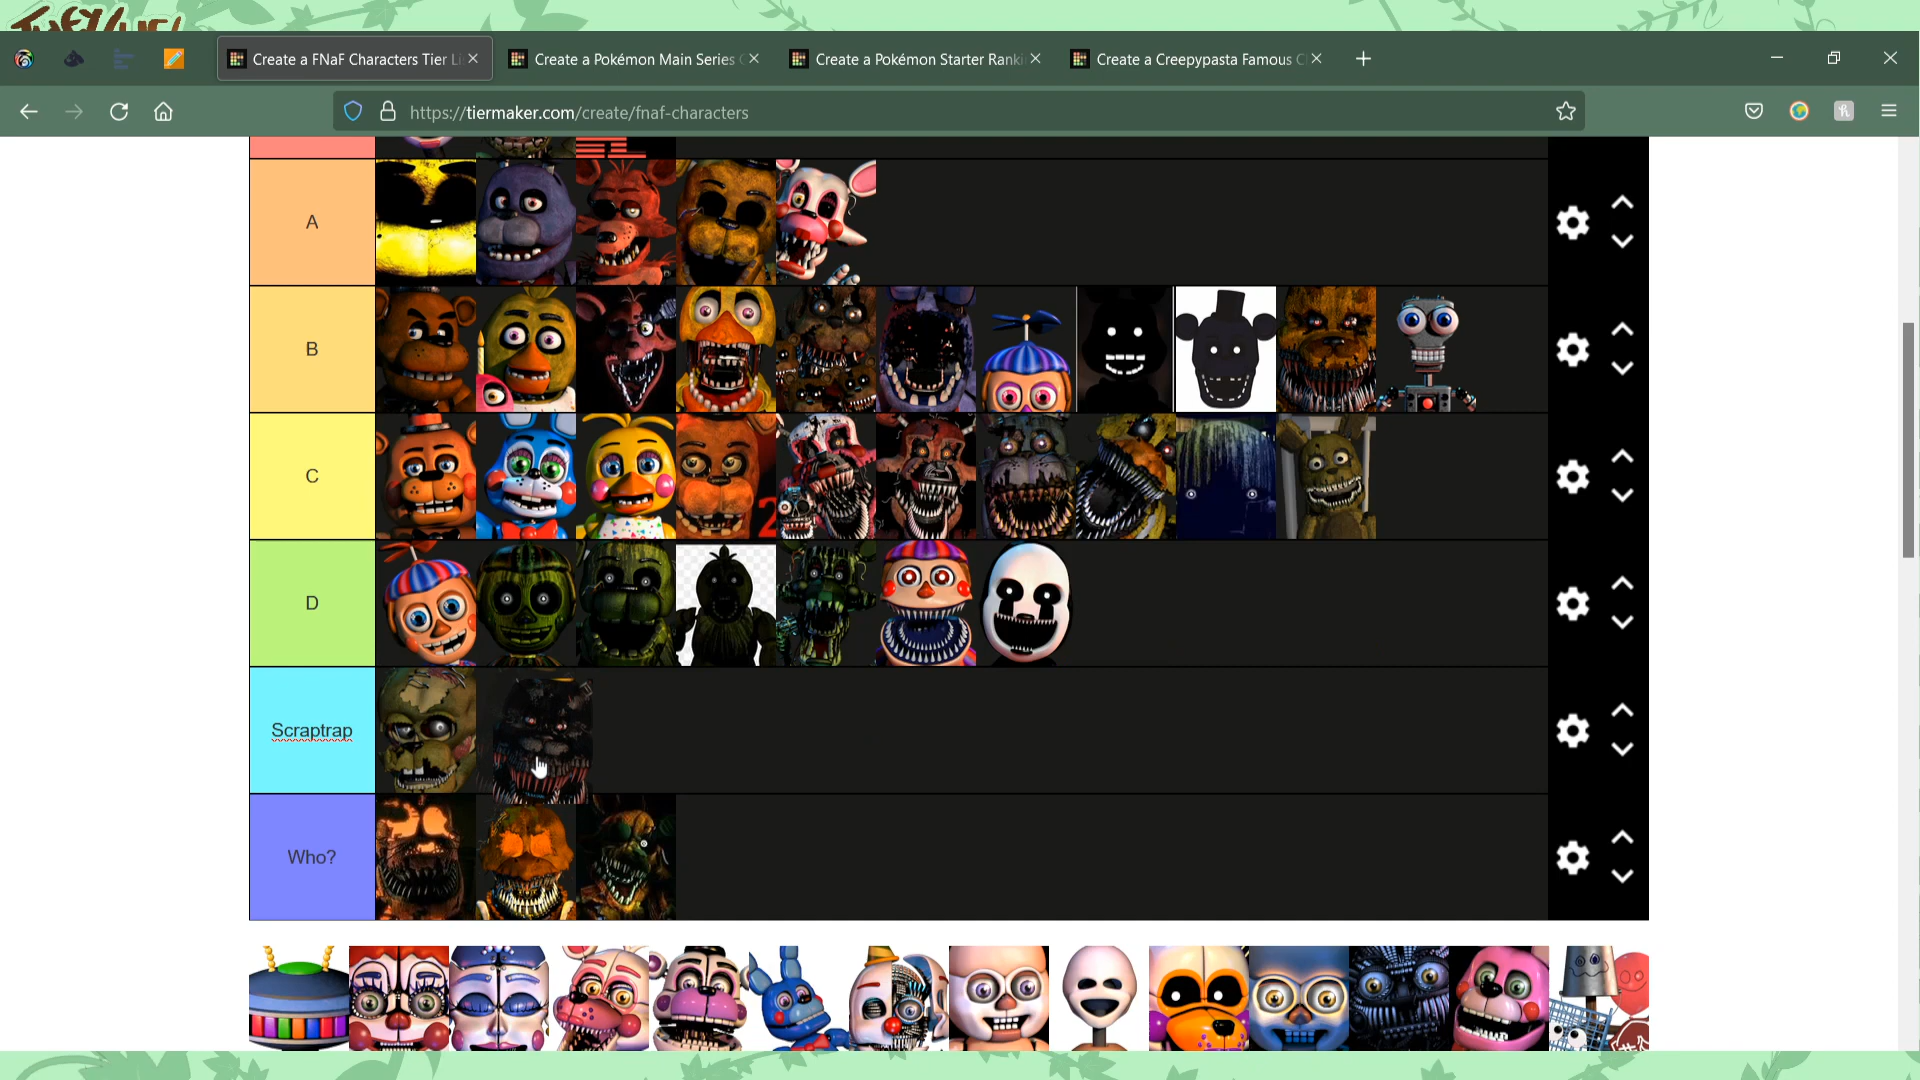 Create a FNaF Characters Tier Li
Create a Pokémon Main Series
Create a Pokémon Starter Ranki
Create a Creepypasta Famous C
https://tiermaker.com/create/fnaf-characters
A
B
C
2
D
Scraptrap
Who?